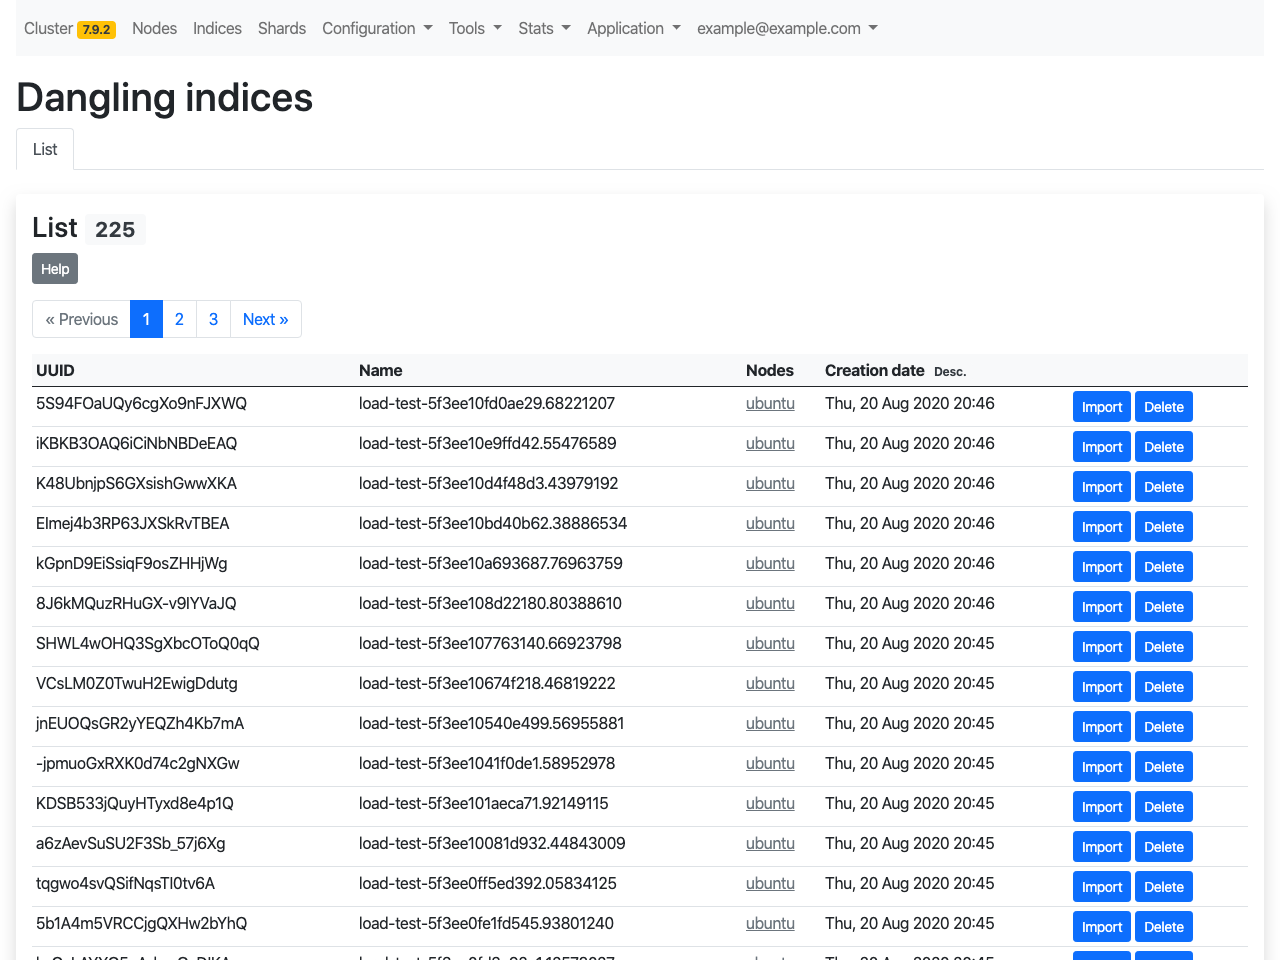 Cluster 7.9.2 Nodes Indices Shards Configuration Tools Stats Application example@example.com
Dangling indices
List
List 225
Help
« Previous 1 2 3 Next »
UUID Name Nodes Creation date Desc.
5S94FOaUQy6cgXo9nFJXWQ load-test-5f3ee10fd0ae29.68221207 ubuntu Thu, 20 Aug 2020 20:46 Import Delete
iKBKB3OAQ6iCiNbNBDeEAQ load-test-5f3ee10e9ffd42.55476589 ubuntu Thu, 20 Aug 2020 20:46 Import Delete
K48UbnjpS6GXsishGwwXKA load-test-5f3ee10d4f48d3.43979192 ubuntu Thu, 20 Aug 2020 20:46 Import Delete
EImej4b3RP63JXSkRvTBEA load-test-5f3ee10bd40b62.38886534 ubuntu Thu, 20 Aug 2020 20:46 Import Delete
kGpnD9EiSsiqF9osZHHjWg load-test-5f3ee10a693687.76963759 ubuntu Thu, 20 Aug 2020 20:46 Import Delete
8J6kMQuzRHuGX-v9IYVaJQ load-test-5f3ee108d22180.80388610 ubuntu Thu, 20 Aug 2020 20:46 Import Delete
SHWL4wOHQ3SgXbcOToQ0qQ load-test-5f3ee107763140.66923798 ubuntu Thu, 20 Aug 2020 20:45 Import Delete
VCsLM0Z0TwuH2EwigDdutg load-test-5f3ee10674f218.46819222 ubuntu Thu, 20 Aug 2020 20:45 Import Delete
jnEUOQsGR2yYEQZh4Kb7mA load-test-5f3ee10540e499.56955881 ubuntu Thu, 20 Aug 2020 20:45 Import Delete
-jpmuoGxRXK0d74c2gNXGw load-test-5f3ee1041f0de1.58952978 ubuntu Thu, 20 Aug 2020 20:45 Import Delete
KDSB533jQuyHTyxd8e4p1Q load-test-5f3ee101aeca71.92149115 ubuntu Thu, 20 Aug 2020 20:45 Import Delete
a6zAevSuSU2F3Sb_57j6Xg load-test-5f3ee10081d932.44843009 ubuntu Thu, 20 Aug 2020 20:45 Import Delete
tqgwo4svQSifNqsTI0tv6A load-test-5f3ee0ff5ed392.05834125 ubuntu Thu, 20 Aug 2020 20:45 Import Delete
5b1A4m5VRCCjgQXHw2bYhQ load-test-5f3ee0fe1fd545.93801240 ubuntu Thu, 20 Aug 2020 20:45 Import Delete